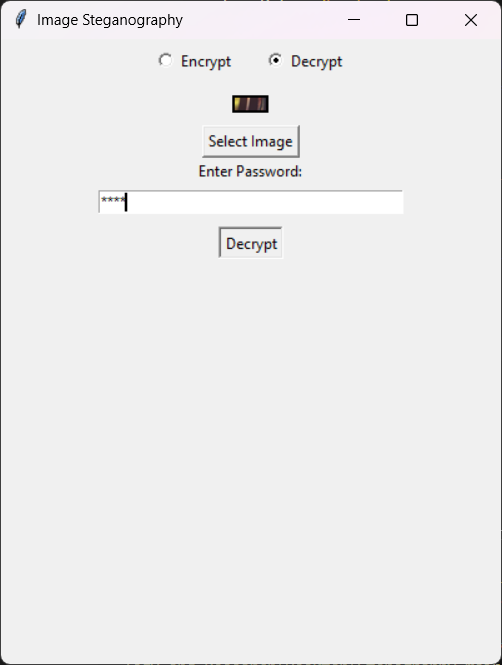 Image Steganography
Encrypt Decrypt
Select Image
Enter Password:
****
Decrypt